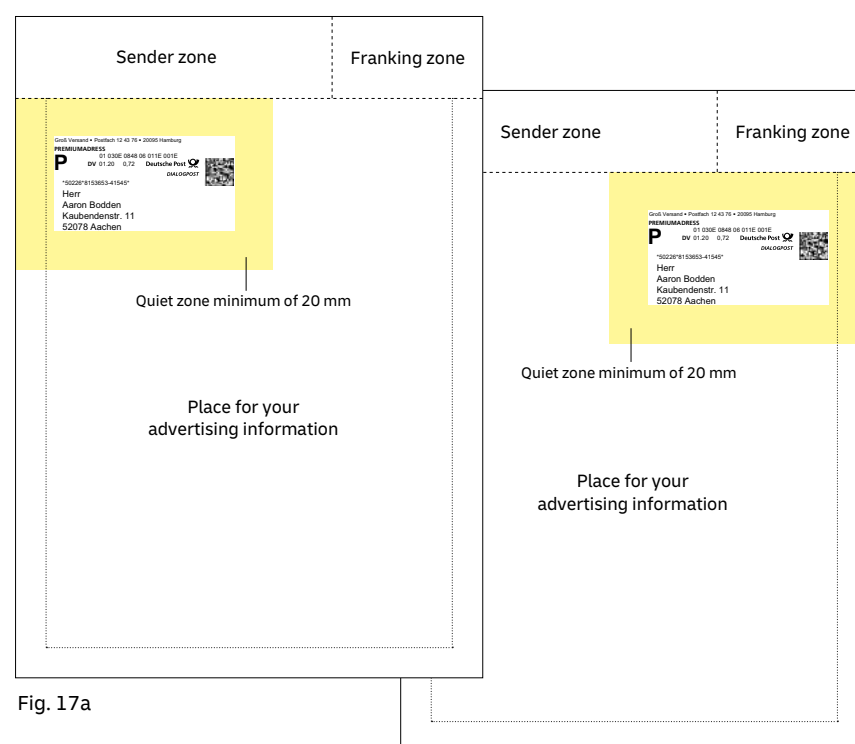 Sender zone
Franking zone
Groß Versand • Postfach 12 43 76 • 20095 Hamburg
PREMIUMADRESS
P
01 030E 0848 06 011E 001E
DV 01.20 0,72 Deutsche Post
DIALOGPOST
*50226*8153653-41545*
Herr
Aaron Bodden
Kaubendenstr. 11
52078 Aachen
Quiet zone minimum of 20 mm
Place for your
advertising information
Fig. 17a
Sender zone
Franking zone
Groß Versand • Postfach 12 43 76 • 20095 Hamburg
PREMIUMADRESS
P
01 030E 0848 06 011E 001E
DV 01.20 0,72 Deutsche Post
DIALOGPOST
*50226*8153653-41545*
Herr
Aaron Bodden
Kaubendenstr. 11
52078 Aachen
Quiet zone minimum of 20 mm
Place for your
advertising information